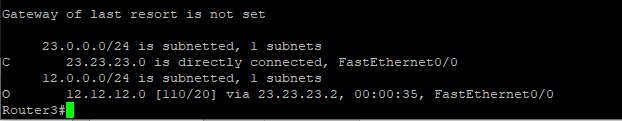 Gateway of last resort is not set
     23.0.0.0/24 is subnetted, 1 subnets
C       23.23.23.0 is directly connected, FastEthernet0/0
     12.0.0.0/24 is subnetted, 1 subnets
O       12.12.12.0 [110/20] via 23.23.23.2, 00:00:35, FastEthernet0/0
Router3#